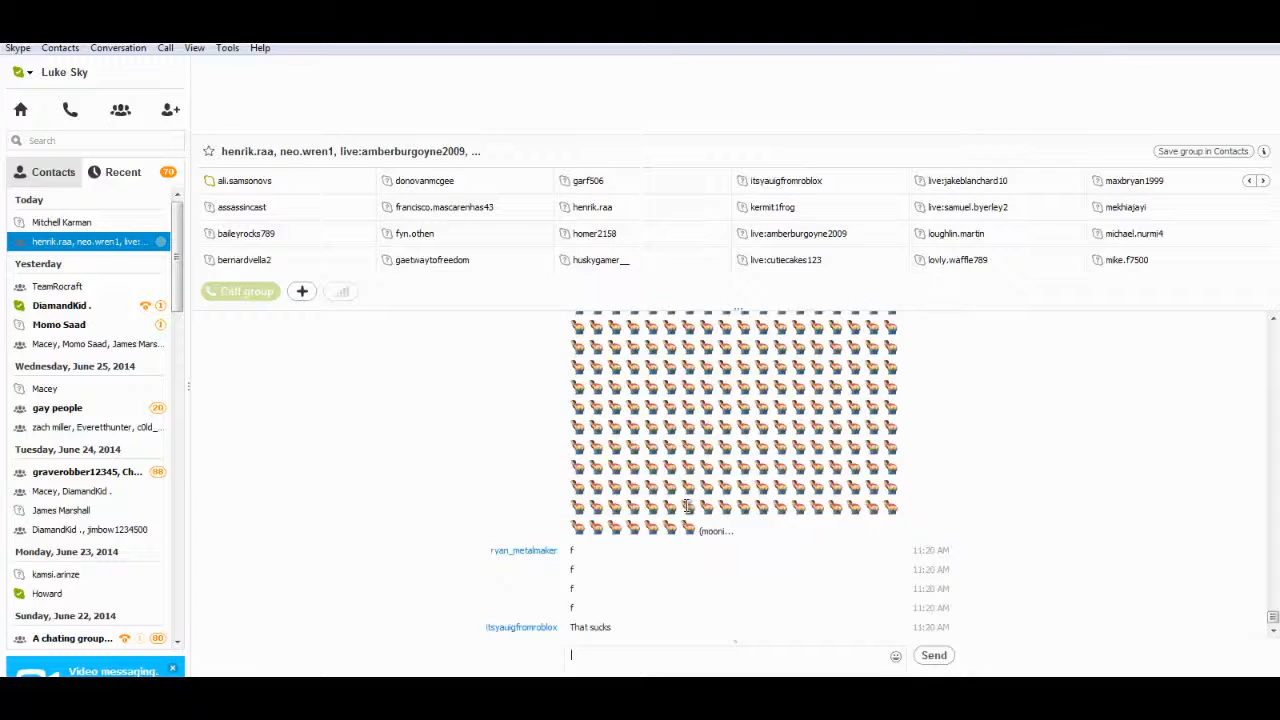 Skype Contacts Conversation Call View Tools Help
Luke Sky
Search
Contacts Recent 70
Today
Mitchell Karman
henrik.raa, neo.wren1, live:...
Yesterday
TeamRocraft
DiamandKid . 1
Momo Saad 1
Macey, Momo Saad, James Mars...
Wednesday, June 25, 2014
Macey
gay people 20
zach miller, Everetthunter, c0ld_...
Tuesday, June 24, 2014
graverobber12345, Ch... 98
Macey, DiamandKid .
James Marshall
DiamandKid ., jimbow1234500
Monday, June 23, 2014
kamsi.arinze
Howard
Sunday, June 22, 2014
A chating group... 80
Video messaging.
henrik.raa, neo.wren1, live:amberburgoyne2009, ...
Save group in Contacts
ali.samsonovs donovanmcgee garf506 itsyauigfromroblox live:jakeblanchard10 maxbryan1999
assassincast francisco.mascarenhas43 henrik.raa kermit1frog live:samuel.byerley2 mekhiajayi
baileyrocks789 fyn.othen homer2158 live:amberburgoyne2009 loughlin.martin michael.nurmi4
bernardvella2 gaetwaytofreedom huskygamer__ live:cutiecakes123 lovly.waffle789 mike.f7500
Call group
(mooni...
ryan_metalmaker f 11:20 AM
f 11:20 AM
f 11:20 AM
f 11:20 AM
itsyauigfromroblox That sucks 11:20 AM
Send